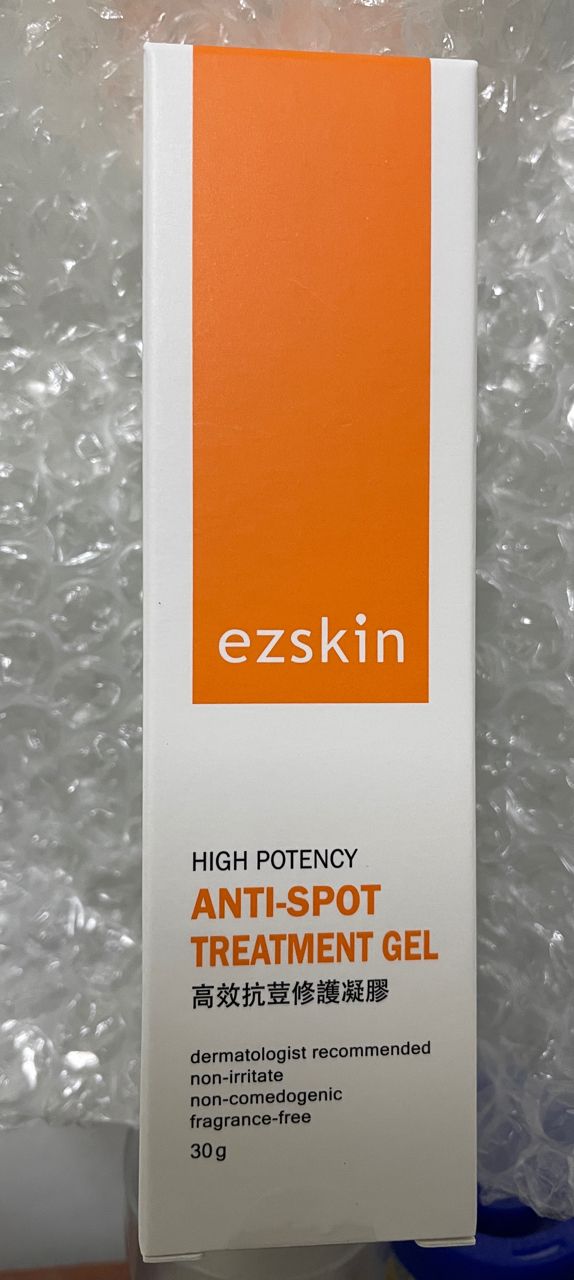 ezskin
HIGH POTENCY
ANTI-SPOT
TREATMENT GEL
高效抗荳修護凝膠
dermatologist recommended
non-irritate
non-comedogenic
fragrance-free
30g